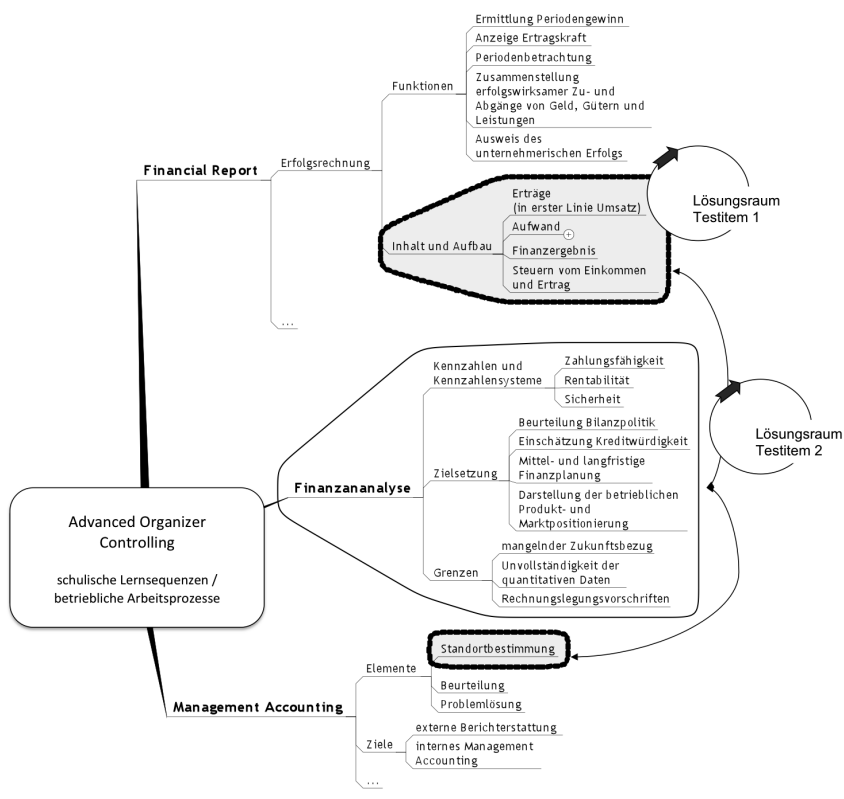 Ermittlung Periodengewinn
Anzeige Ertragskraft
Periodenbetrachtung
Funktionen
Zusammenstellung
erfolgswirksamer Zu- und
Abgänge von Geld, Gütern und
Leistungen
Ausweis des
unternehmerischen Erfolgs
Financial Report
Erfolgsrechnung
Lösungsraum
Testitem 1
Erträge
(in erster Linie Umsatz)
Aufwand
Inhalt und Aufbau
Finanzergebnis
Steuern vom Einkommen
und Ertrag
...
Kennzahlen und
Kennzahlensysteme
Zahlungsfähigkeit
Rentabilität
Sicherheit
Lösungsraum
Testitem 2
Finanzananalyse
Zielsetzung
Beurteilung Bilanzpolitik
Einschätzung Kreditwürdigkeit
Mittel- und langfristige
Finanzplanung
Darstellung der betrieblichen
Produkt- und
Marktpositionierung
Grenzen
mangelnder Zukunftsbezug
Unvollständigkeit der
quantitativen Daten
Rechnungslegungsvorschriften
Advanced Organizer
Controlling
schulische Lernsequenzen /
betriebliche Arbeitsprozesse
Management Accounting
Elemente
Standortbestimmung
Beurteilung
Problemlösung
Ziele
externe Berichterstattung
internes Management
Accounting
...